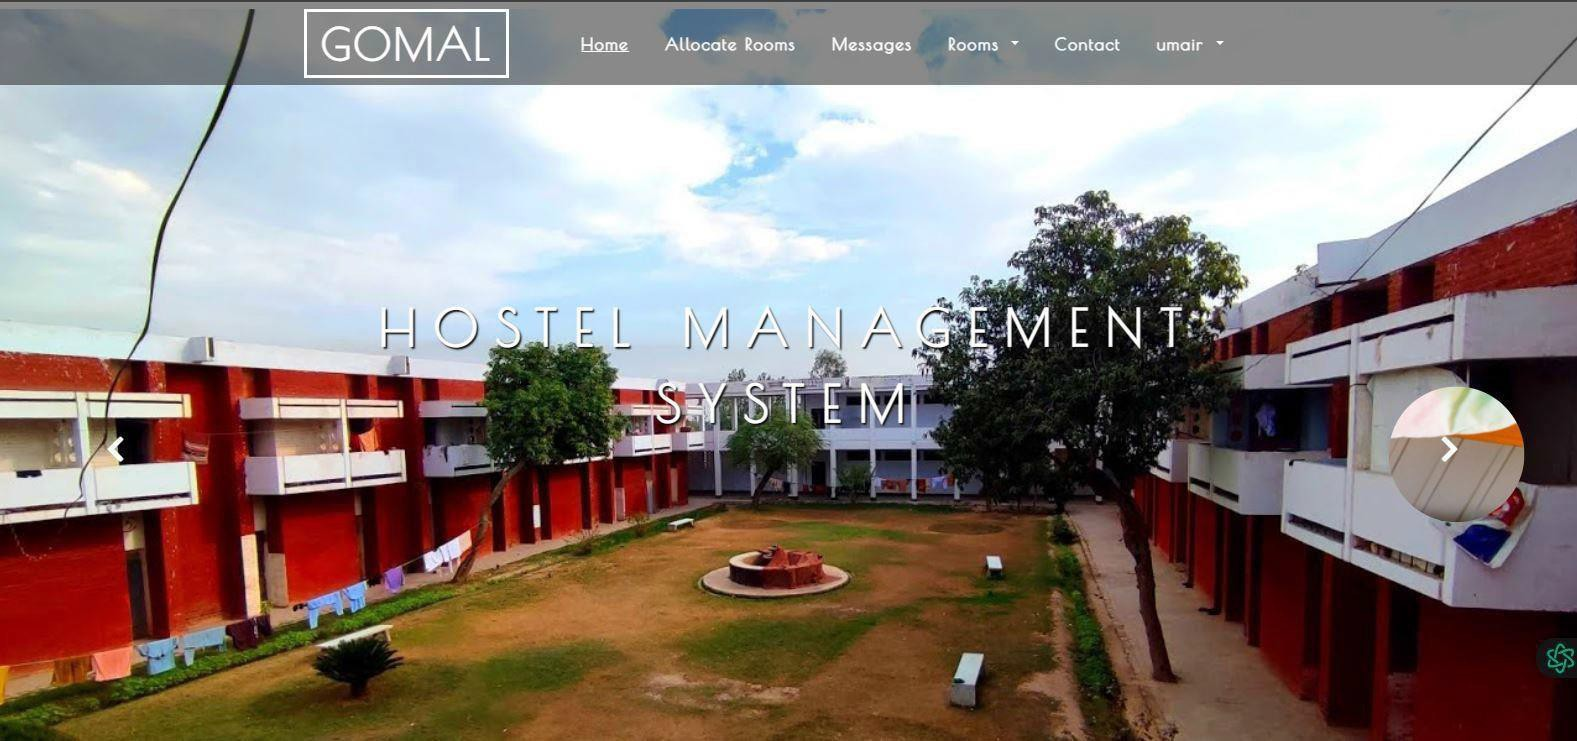 GOMAL
Home Allocate Rooms Messages Rooms Contact umair
HOSTEL MANAGEMENT
SYSTEM